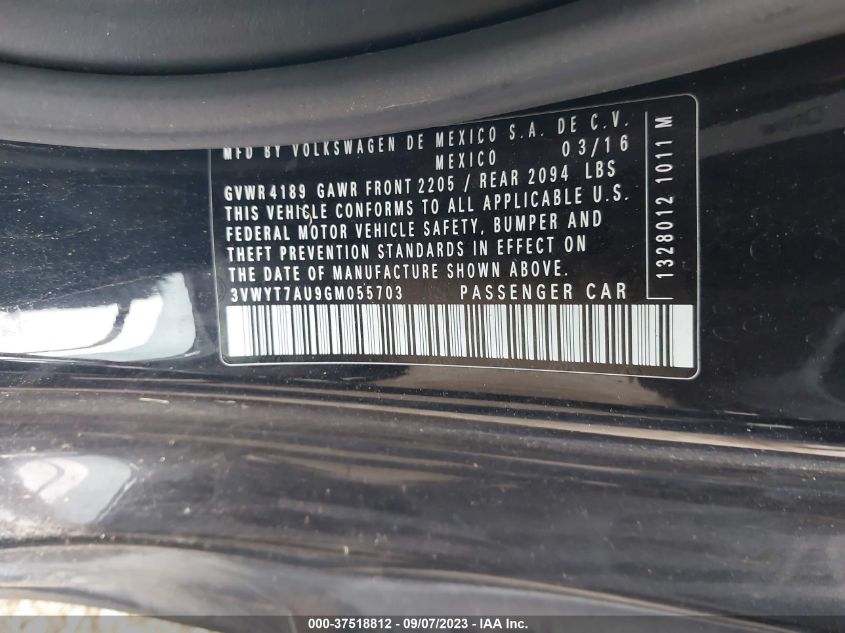 MFD BY VOLKSWAGEN DE MEXICO S.A. DE C.V.
MEXICO 03/16
GVWR 4189 GAWR FRONT 2205 / REAR 2094 LBS
THIS VEHICLE CONFORMS TO ALL APPLICABLE U.S.
FEDERAL MOTOR VEHICLE SAFETY, BUMPER AND
THEFT PREVENTION STANDARDS IN EFFECT ON
THE DATE OF MANUFACTURE SHOWN ABOVE.
3VWYT7AU9GM055703 PASSENGER CAR
1328012 1011 M
000-37518812 - 09/07/2023 - IAA Inc.